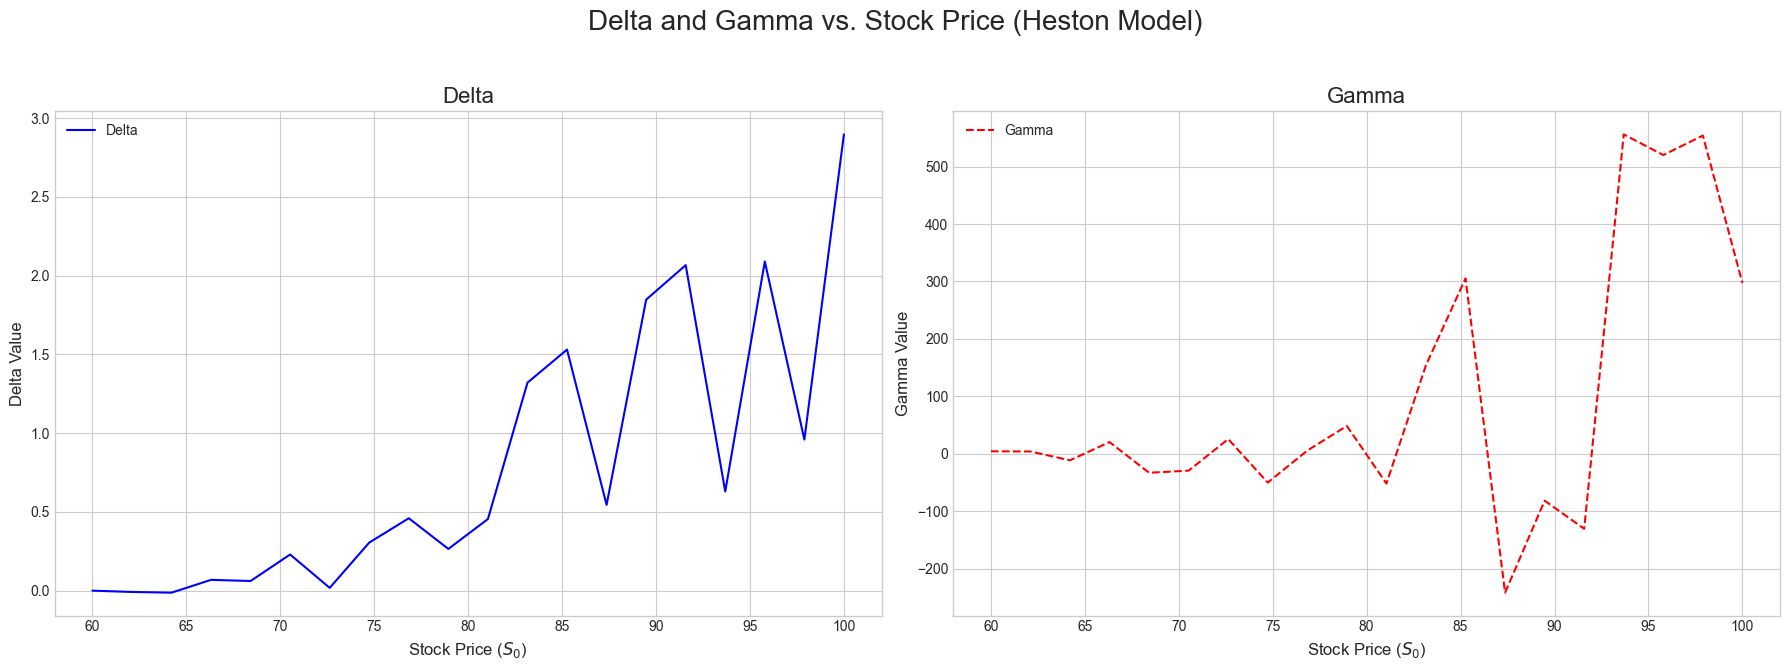 Delta and Gamma vs. Stock Price (Heston Model)
Delta
Delta
Delta Value
3.0
2.5
2.0
1.5
1.0
0.5
0.0
60 65 70 75 80 85 90 95 100
Stock Price (S₀)
Gamma
Gamma
Gamma Value
500
400
300
200
100
0
−100
−200
60 65 70 75 80 85 90 95 100
Stock Price (S₀)